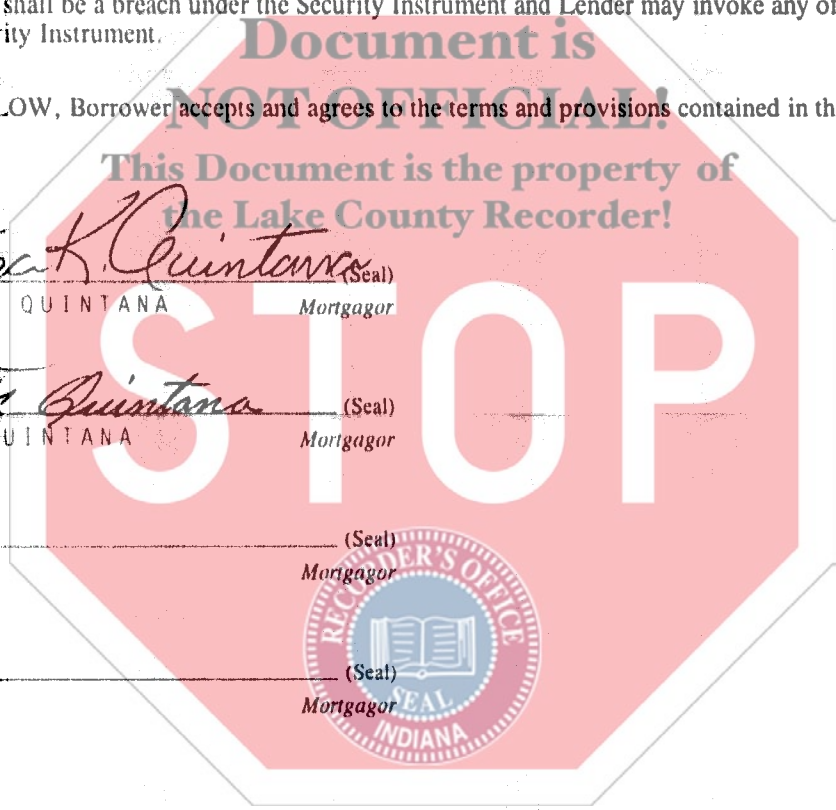 shall be a breach under the Security Instrument and Lender may invoke any of
ity Instrument.
Document is
NOT OFFICIAL!
LOW, Borrower accepts and agrees to the terms and provisions contained in th
This Document is the property of
the Lake County Recorder!
K. Quintana (Seal)
QUINTANA Mortgagor
STOP
Quintana (Seal)
UINTANA Mortgagor
(Seal)
Mortgagor
RECORDER'S OFFICE
SEAL
INDIANA
(Seal)
Mortgagor